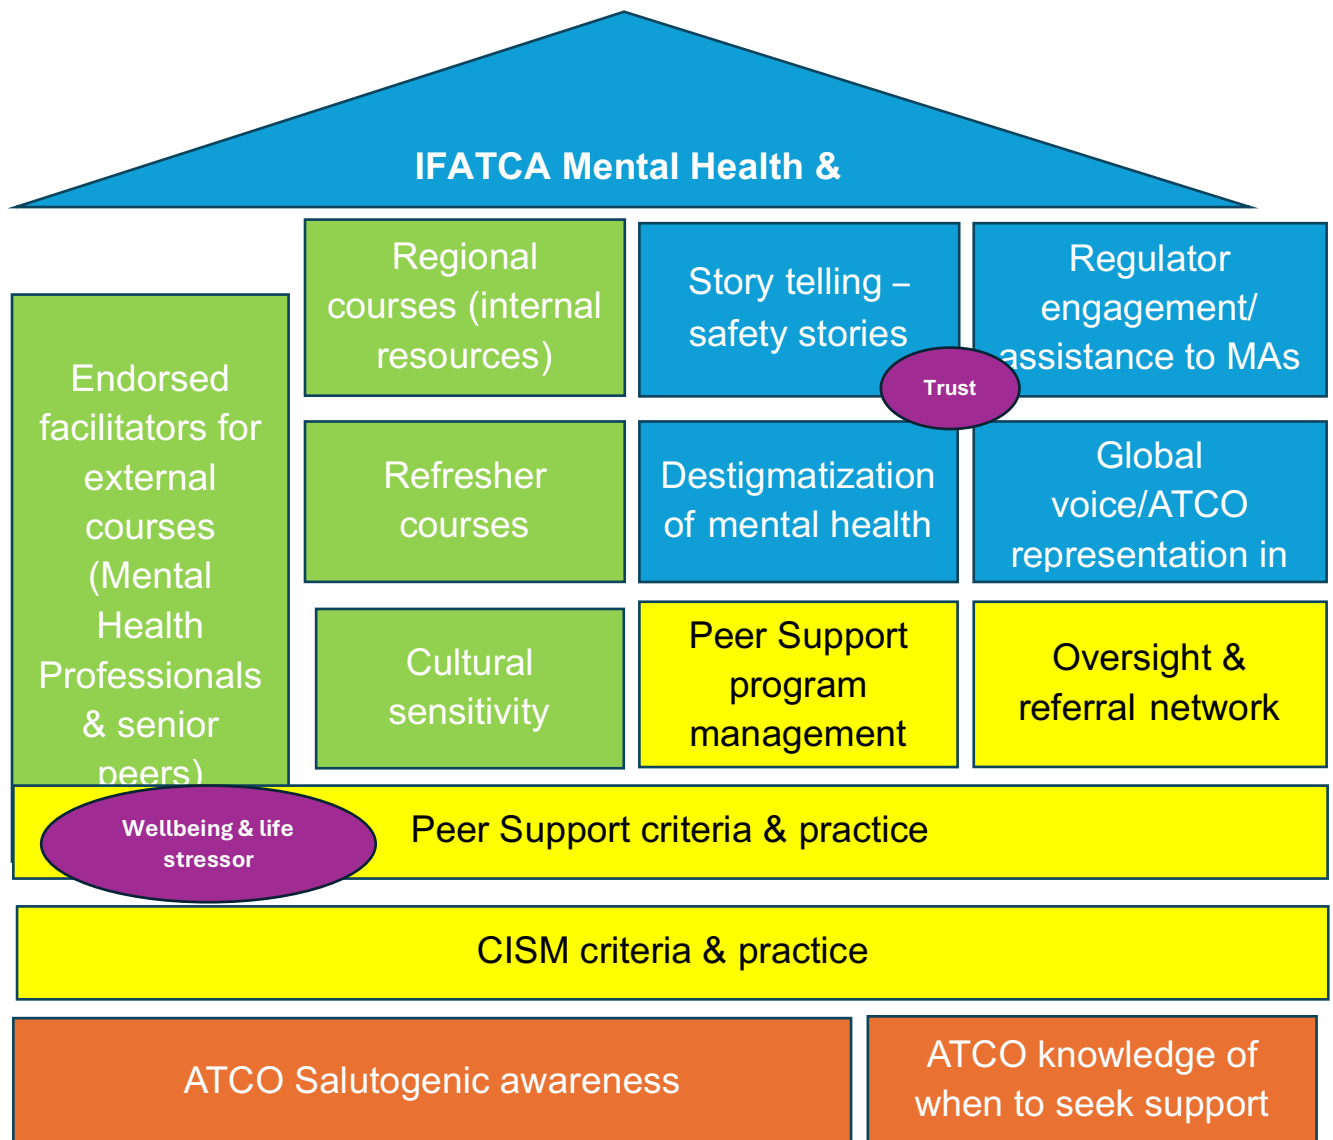 IFATCA Mental Health &
Regional
courses (internal
resources)
Story telling –
safety stories
Regulator
engagement/
assistance to MAs
Trust
Endorsed
facilitators for
external
courses
(Mental
Health
Professionals
& senior
peers)
Refresher
courses
Destigmatization
of mental health
Global
voice/ATCO
representation in
Cultural
sensitivity
Peer Support
program
management
Oversight &
referral network
Wellbeing & life
stressor
Peer Support criteria & practice
CISM criteria & practice
ATCO Salutogenic awareness
ATCO knowledge of
when to seek support